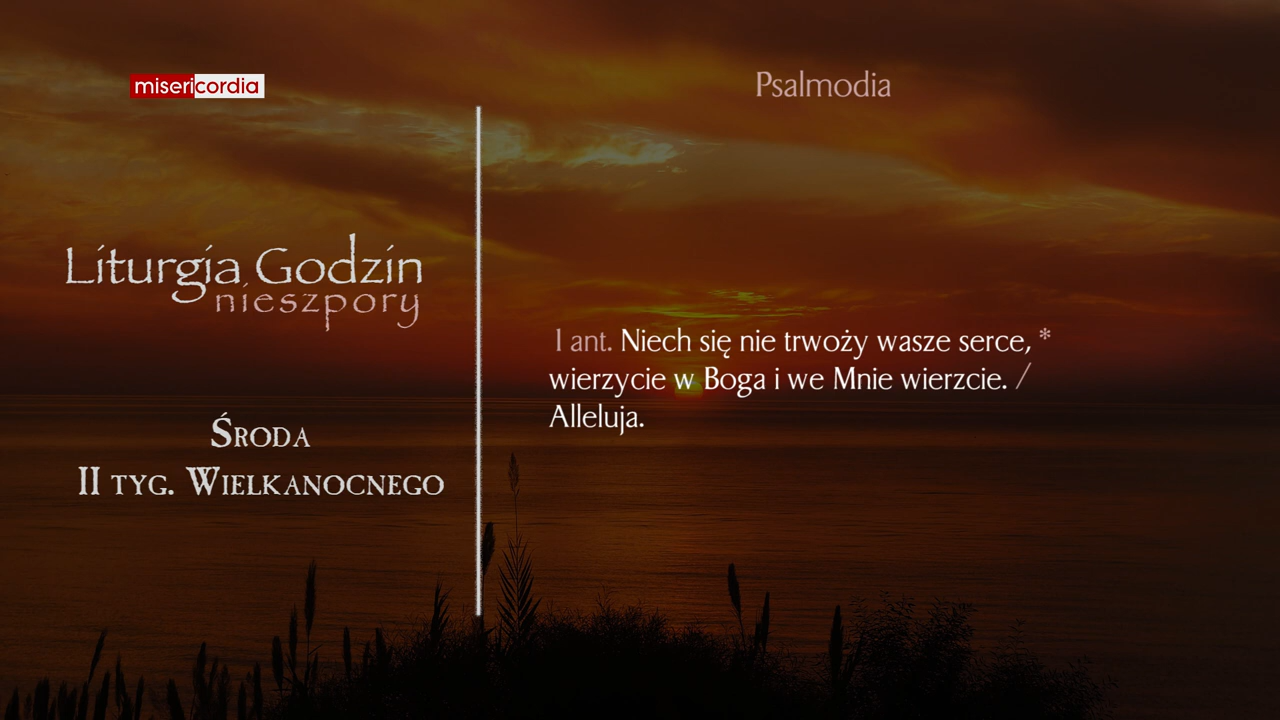 misericordia
Psalmodia
Liturgia Godzin
nieszpory
I ant. Niech się nie trwoży wasze serce, *
wierzycie w Boga i we Mnie wierzcie. /
Alleluja.
Środa
II tyg. Wielkanocnego